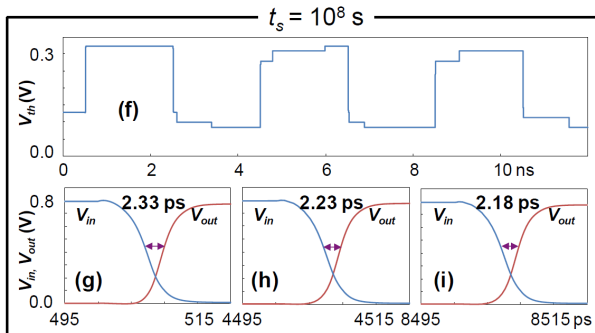 t_s = 10⁸ s
V_th (V)
0.3
0.0
(f)
0 2 4 6 8 10 ns
V_in, V_out (V)
0.8
0.0
V_in 2.33 ps V_out
(g)
495 515
V_in 2.23 ps V_out
(h)
4495 4515
V_in 2.18 ps V_out
(i)
8495 8515 ps